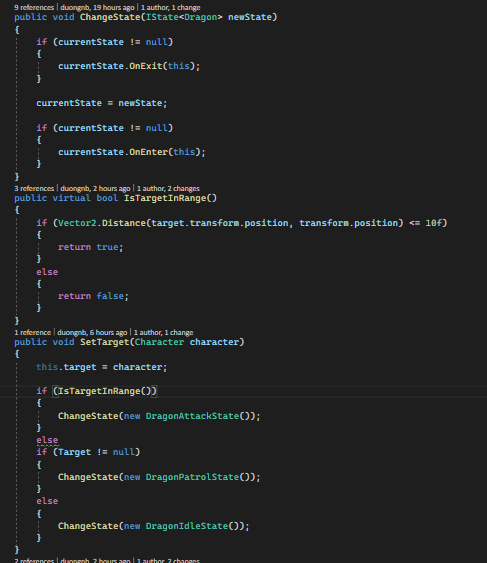 9 references | duongnb, 19 hours ago | 1 author, 1 change
public void ChangeState(IState<Dragon> newState)
{
if (currentState != null)
{
currentState.OnExit(this);
}
currentState = newState;
if (currentState != null)
{
currentState.OnEnter(this);
}
}
3 references | duongnb, 2 hours ago | 1 author, 2 changes
public virtual bool IsTargetInRange()
{
if (Vector2.Distance(target.transform.position, transform.position) <= 10f)
{
return true;
}
else
{
return false;
}
}
1 reference | duongnb, 6 hours ago | 1 author, 1 change
public void SetTarget(Character character)
{
this.target = character;
if (IsTargetInRange())
{
ChangeState(new DragonAttackState());
}
else
if (Target != null)
{
ChangeState(new DragonPatrolState());
}
else
{
ChangeState(new DragonIdleState());
}
}
2 references | duongnb, 2 hours ago | 1 author, 2 changes